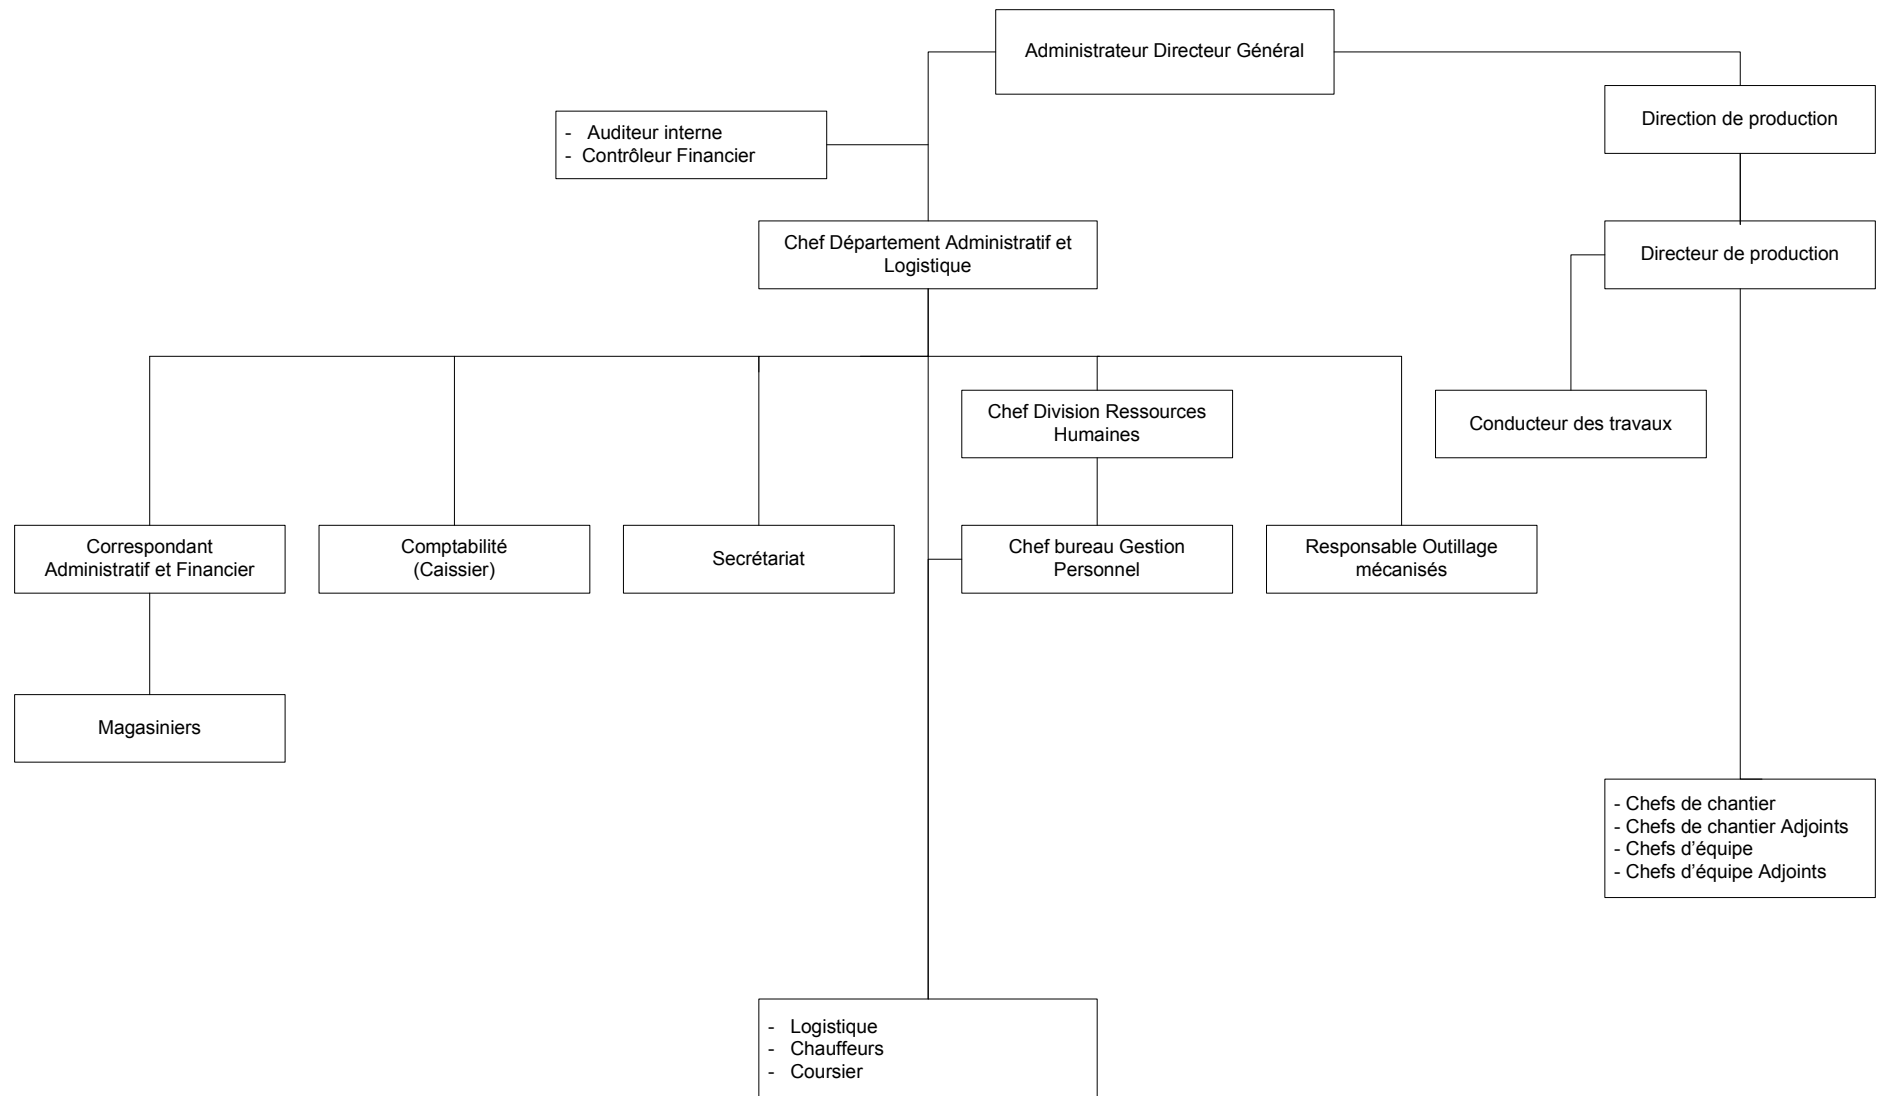 Administrateur Directeur Général
Direction de production
- Auditeur interne
- Contrôleur Financier
Chef Département Administratif et
Logistique
Directeur de production
Chef Division Ressources
Humaines
Conducteur des travaux
Correspondant
Administratif et Financier
Comptabilité
(Caissier)
Secrétariat
Chef bureau Gestion
Personnel
Responsable Outillage
mécanisés
Magasiniers
- Chefs de chantier
- Chefs de chantier Adjoints
- Chefs d’équipe
- Chefs d’équipe Adjoints
- Logistique
- Chauffeurs
- Coursier